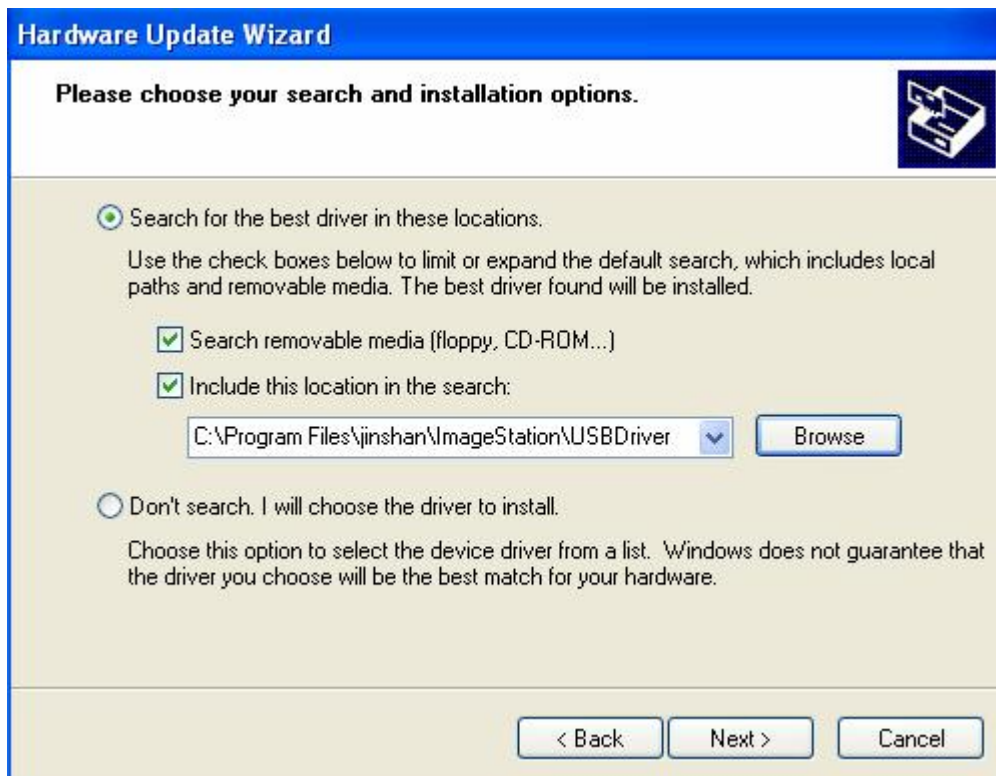 Hardware Update Wizard
Please choose your search and installation options.
Search for the best driver in these locations.
Use the check boxes below to limit or expand the default search, which includes local
paths and removable media. The best driver found will be installed.
Search removable media (floppy, CD-ROM...)
Include this location in the search:
C:\Program Files\jinshan\ImageStation\USBDriver
Browse
Don't search. I will choose the driver to install.
Choose this option to select the device driver from a list.  Windows does not guarantee that
the driver you choose will be the best match for your hardware.
< Back
Next >
Cancel